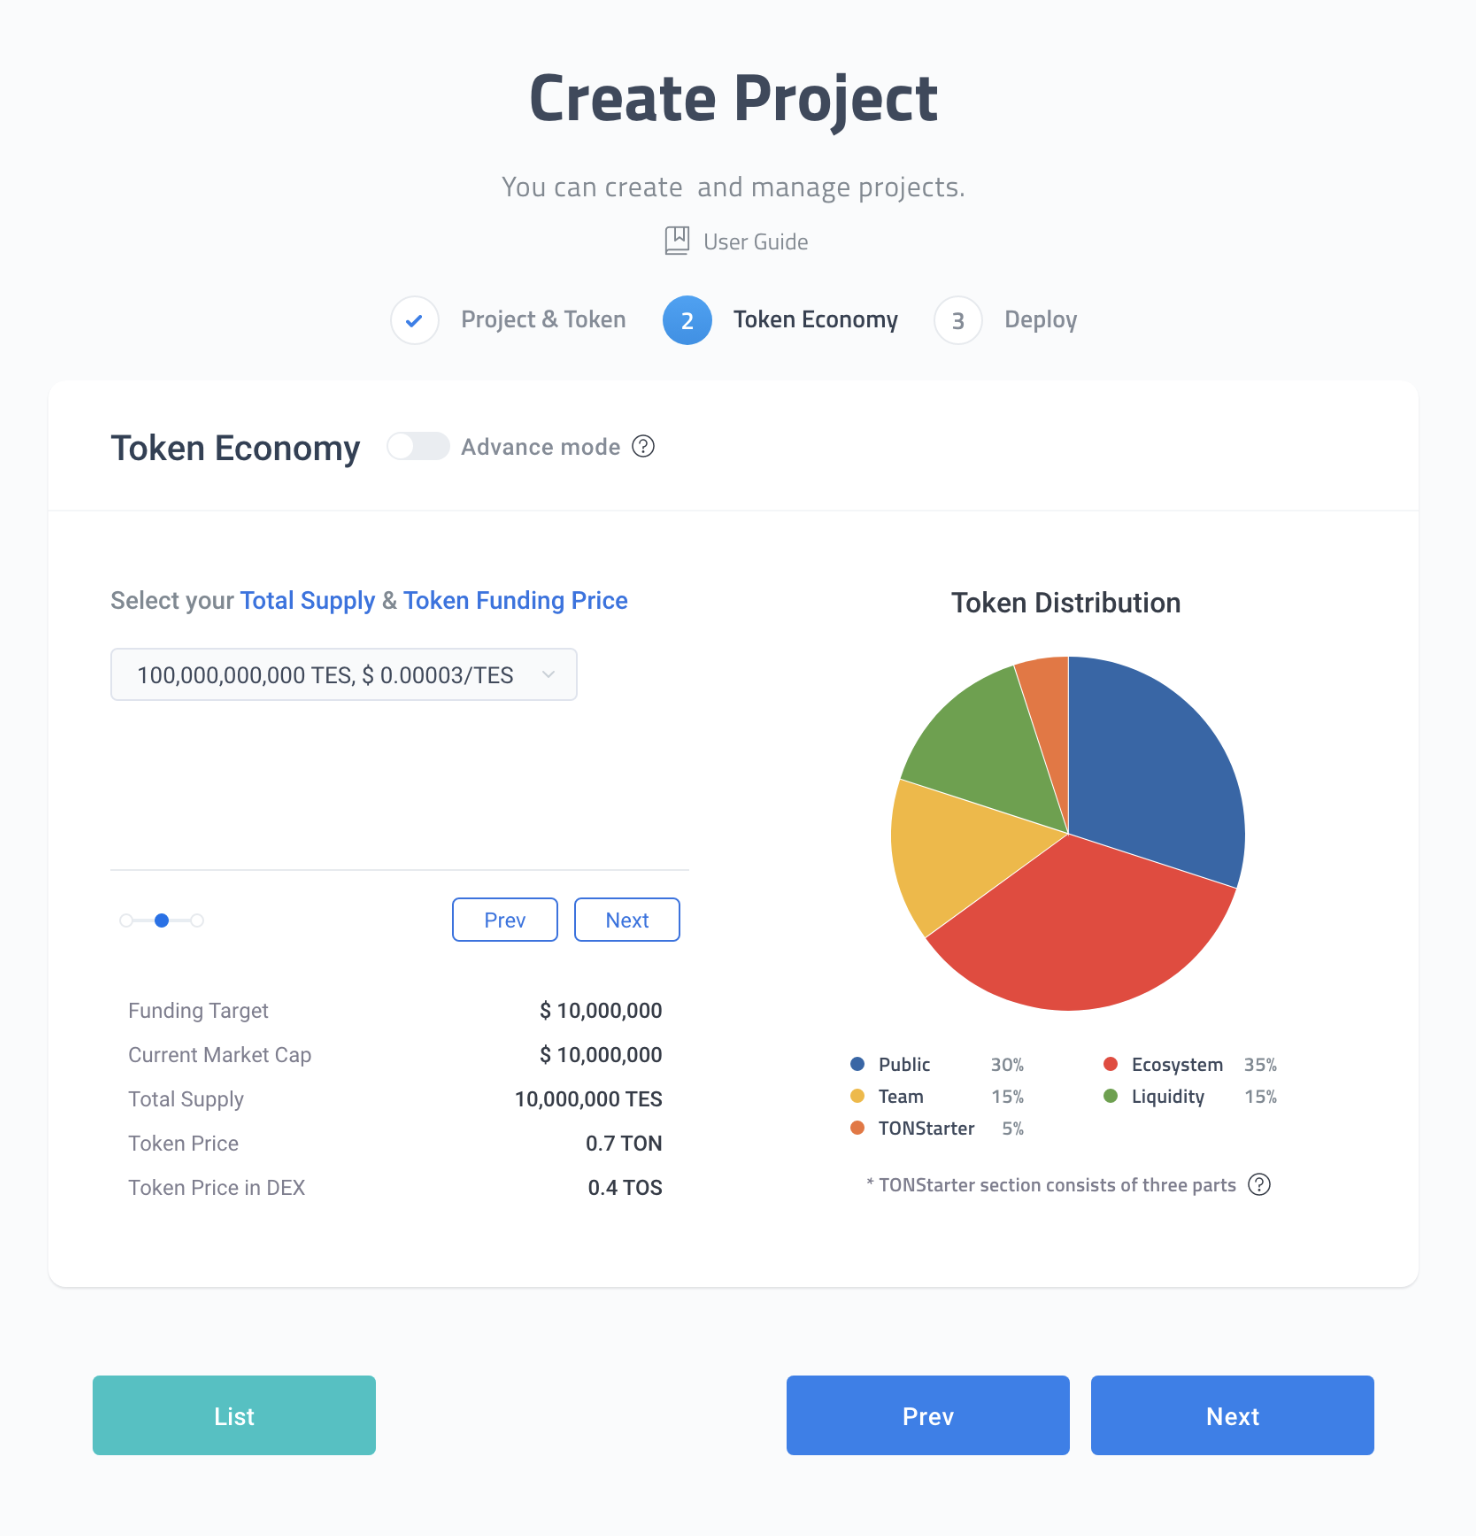 Create Project
You can create  and manage projects.
User Guide
Project & Token
2 Token Economy
3 Deploy
Token Economy
Advance mode ?
Select your Total Supply & Token Funding Price
100,000,000,000 TES, $ 0.00003/TES
Prev
Next
Funding Target $ 10,000,000
Current Market Cap $ 10,000,000
Total Supply 10,000,000 TES
Token Price 0.7 TON
Token Price in DEX 0.4 TOS
Token Distribution
Public 30% Ecosystem 35%
Team 15% Liquidity 15%
TONStarter 5%
* TONStarter section consists of three parts ?
List
Prev
Next